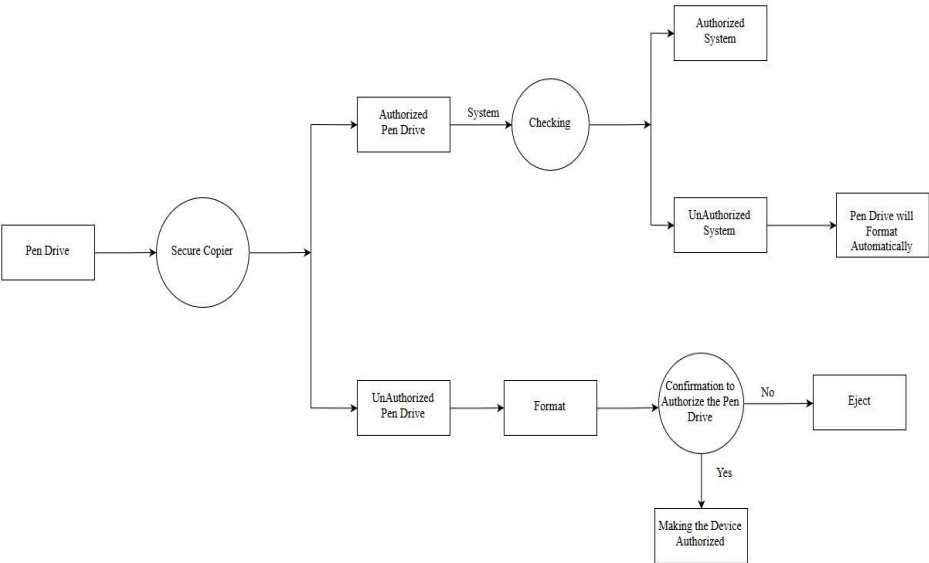 Pen Drive
Secure Copier
Authorized
Pen Drive
System
Checking
Authorized
System
UnAuthorized
System
Pen Drive will
Format
Automatically
UnAuthorized
Pen Drive
Format
Confirmation to
Authorize the Pen
Drive
No
Eject
Yes
Making the Device
Authorized